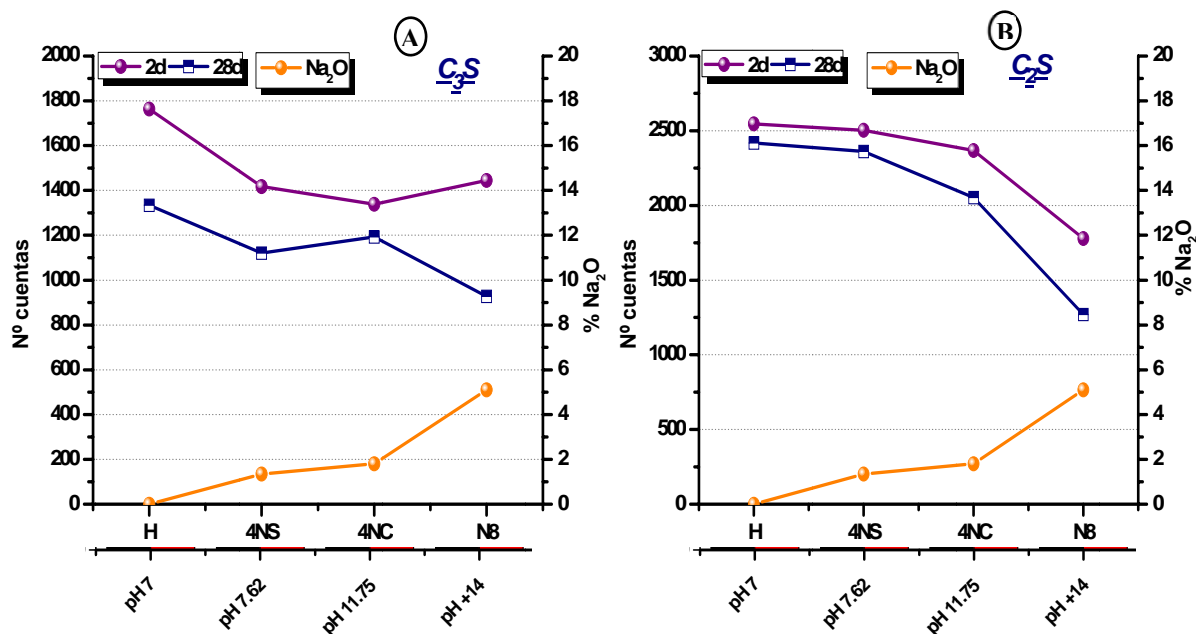 A
2d 28d Na2O
C3S
Nº cuentas
2000
1800
1600
1400
1200
1000
800
600
400
200
0
20
18
16
14
12
10
8
6
4
2
0
% Na2O
H 4NS 4NC N8
pH 7 pH 7.62 pH 11.75 pH +14
B
2d 28d Na2O
C2S
Nº cuentas
3000
2500
2000
1500
1000
500
0
20
18
16
14
12
10
8
6
4
2
0
% Na2O
H 4NS 4NC N8
pH 7 pH 7.62 pH 11.75 pH +14